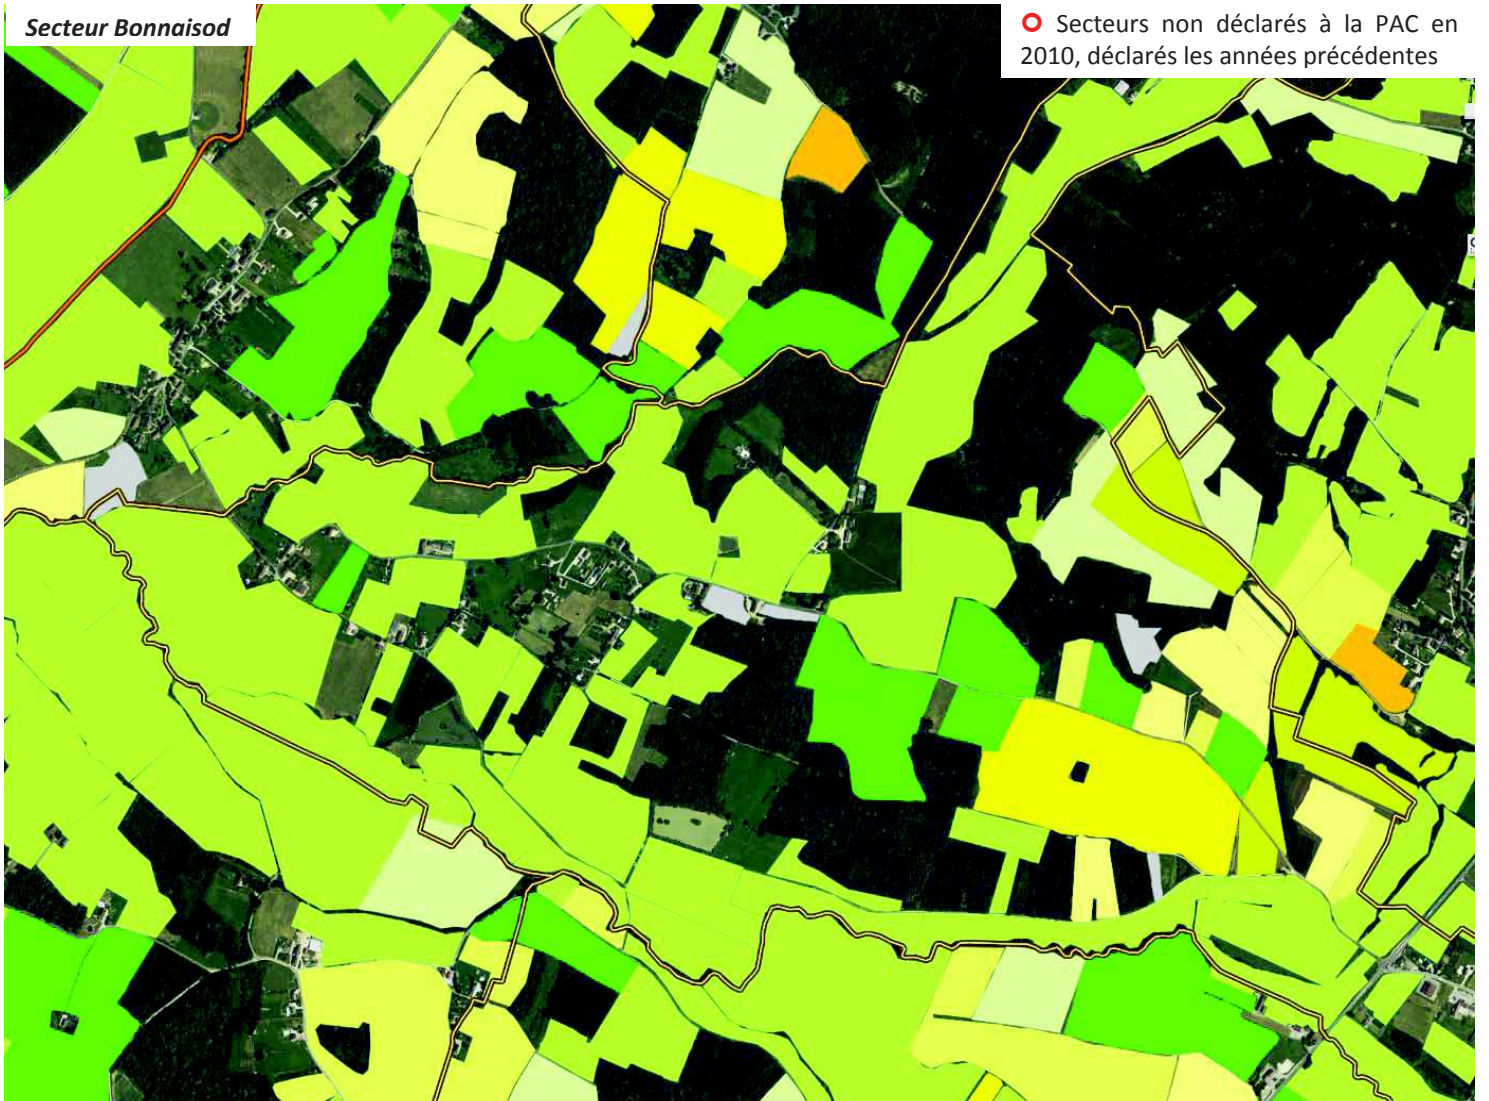 Secteur Bonnaisod
Secteurs non déclarés à la PAC en
2010, déclarés les années précédentes